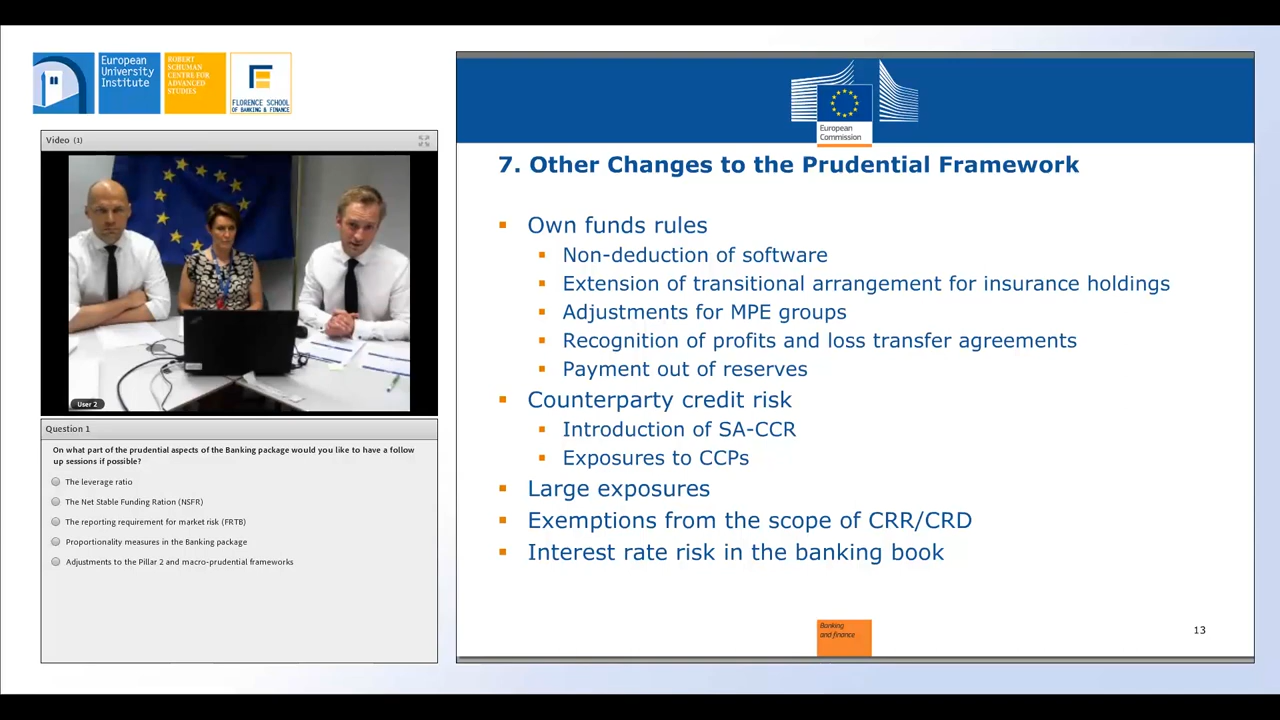 European
University
Institute
ROBERT
SCHUMAN
CENTRE FOR
ADVANCED
STUDIES
FLORENCE SCHOOL
OF BANKING & FINANCE
Video (1)
User 2
Question 1
On what part of the prudential aspects of the Banking package would you like to have a follow
up sessions if possible?
The leverage ratio
The Net Stable Funding Ration (NSFR)
The reporting requirement for market risk (FRTB)
Proportionality measures in the Banking package
Adjustments to the Pillar 2 and macro-prudential frameworks
European
Commission
7. Other Changes to the Prudential Framework
Own funds rules
Non-deduction of software
Extension of transitional arrangement for insurance holdings
Adjustments for MPE groups
Recognition of profits and loss transfer agreements
Payment out of reserves
Counterparty credit risk
Introduction of SA-CCR
Exposures to CCPs
Large exposures
Exemptions from the scope of CRR/CRD
Interest rate risk in the banking book
Banking
and finance
13